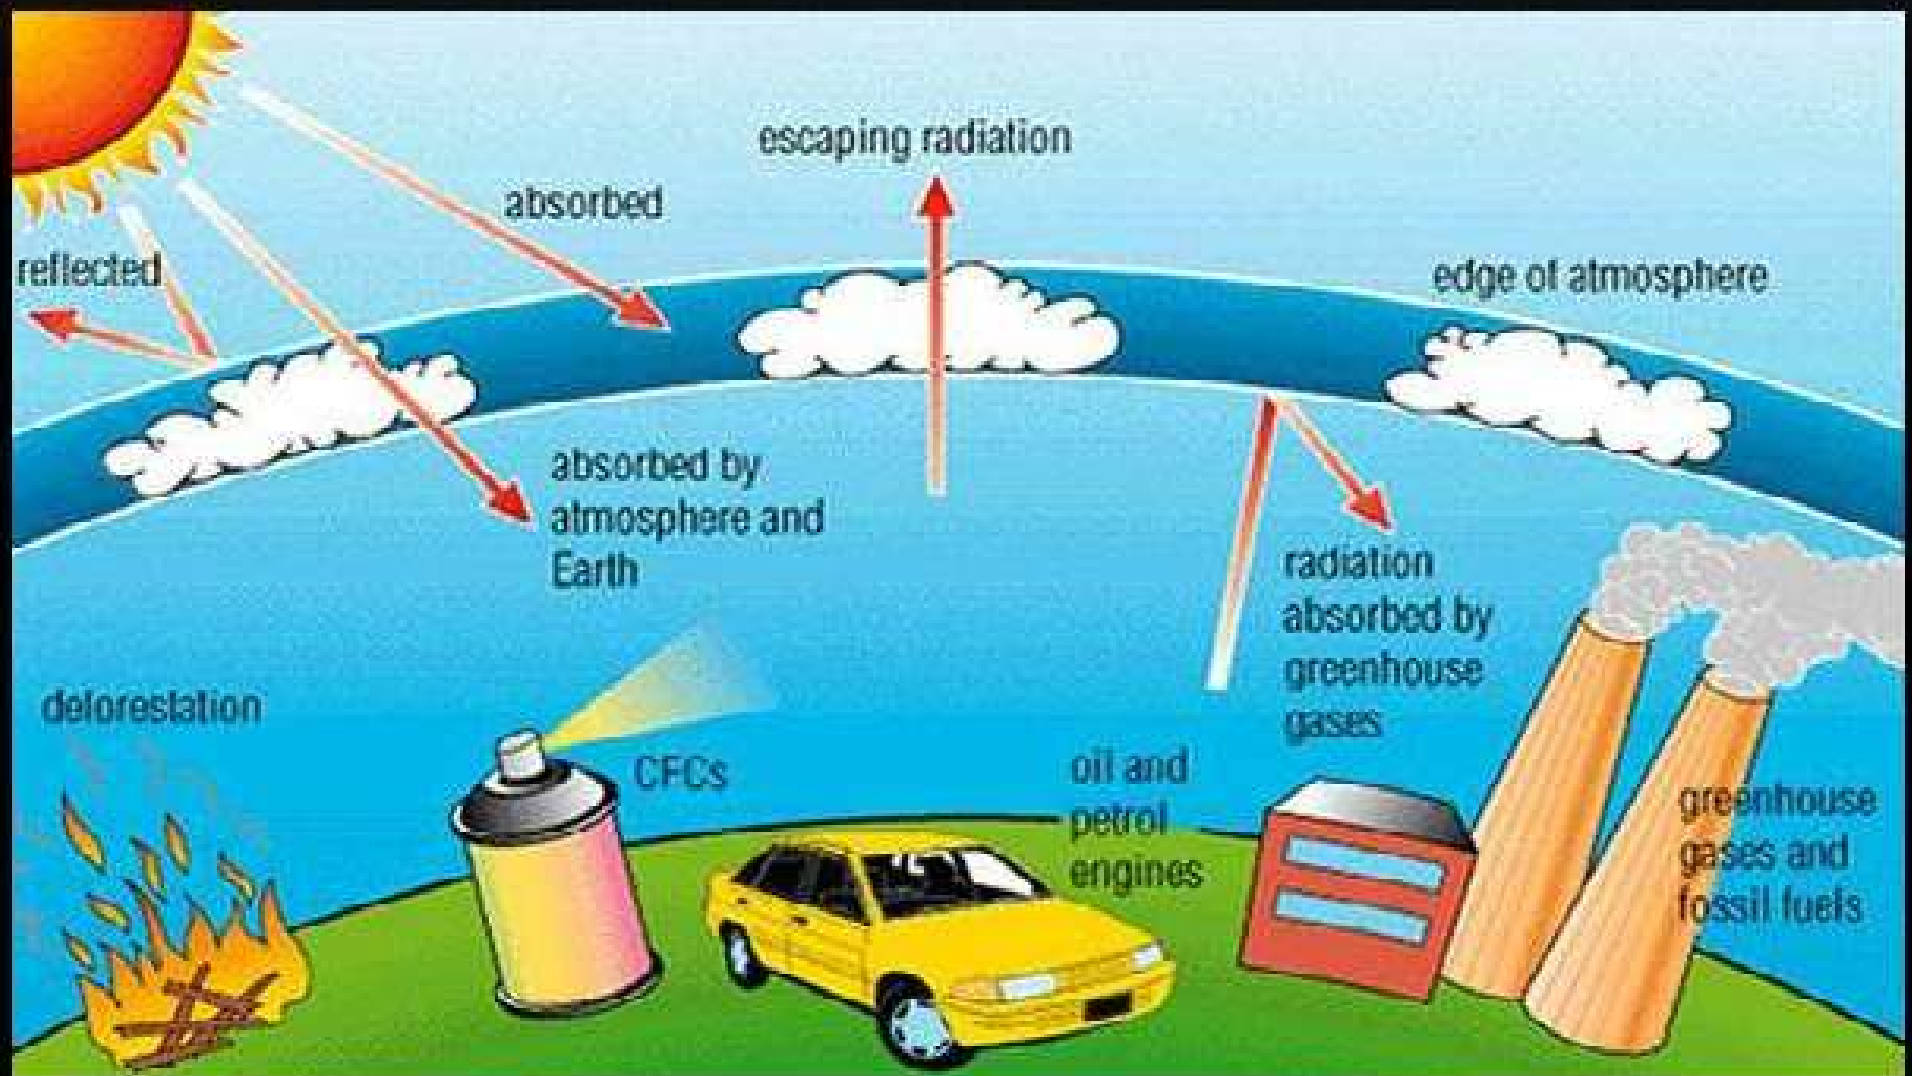 escaping radiation
absorbed
reflected
edge of atmosphere
absorbed by
atmosphere and
Earth
radiation
absorbed by
greenhouse
gases
deforestation
CFCs
oil and
petrol
engines
greenhouse
gases and
fossil fuels